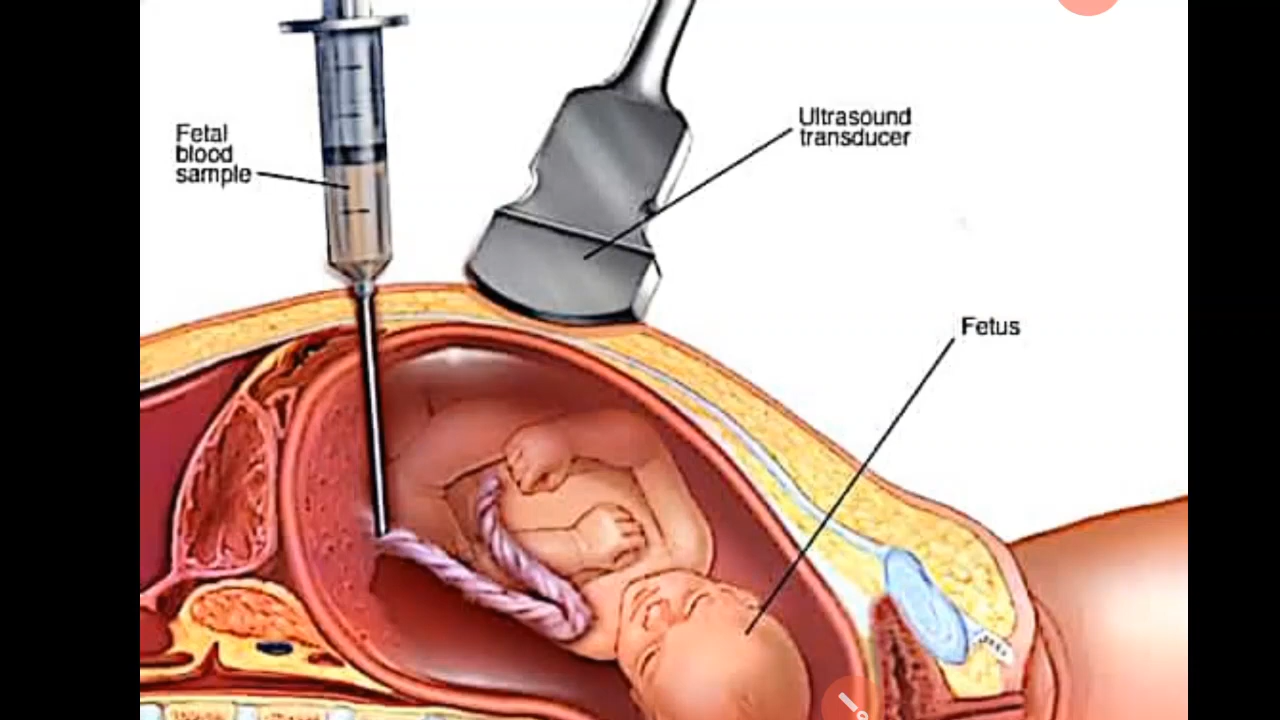 Fetal
blood
sample
Ultrasound
transducer
Fetus